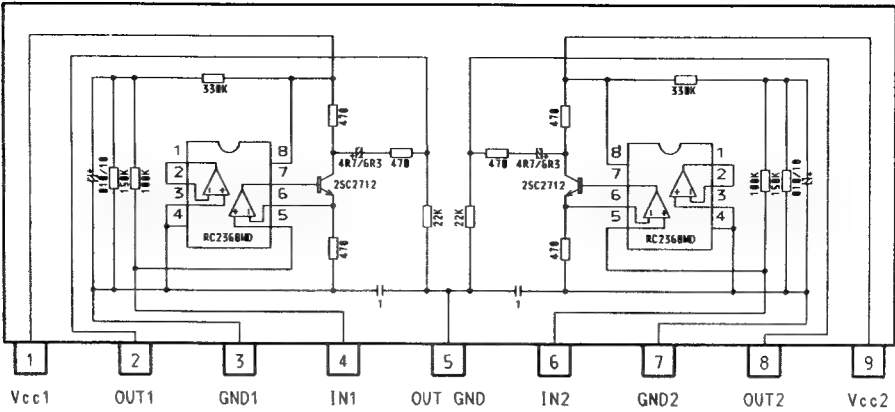 330K
330K
470
470
4R7/6R3
470
470
4R7/6R3
1
8
8
1
2
7
2SC2712
2SC2712
7
2
3
6
6
3
4
5
5
4
150K
100K
100K
150K
RC2368MD
RC2368MD
22K
22K
470
470
1
1
1
2
3
4
5
6
7
8
9
Vcc1
OUT1
GND1
IN1
OUT GND
IN2
GND2
OUT2
Vcc2